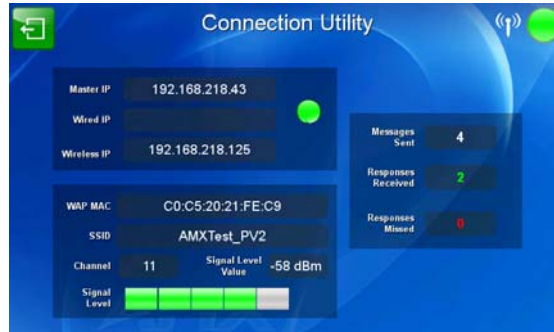 Connection Utility
Master IP 192.168.218.43
Wired IP
Wireless IP 192.168.218.125
Messages Sent 4
Responses Received 2
Responses Missed 0
WAP MAC C0:C5:20:21:FE:C9
SSID AMXTest_PV2
Channel 11 Signal Level Value -58 dBm
Signal Level